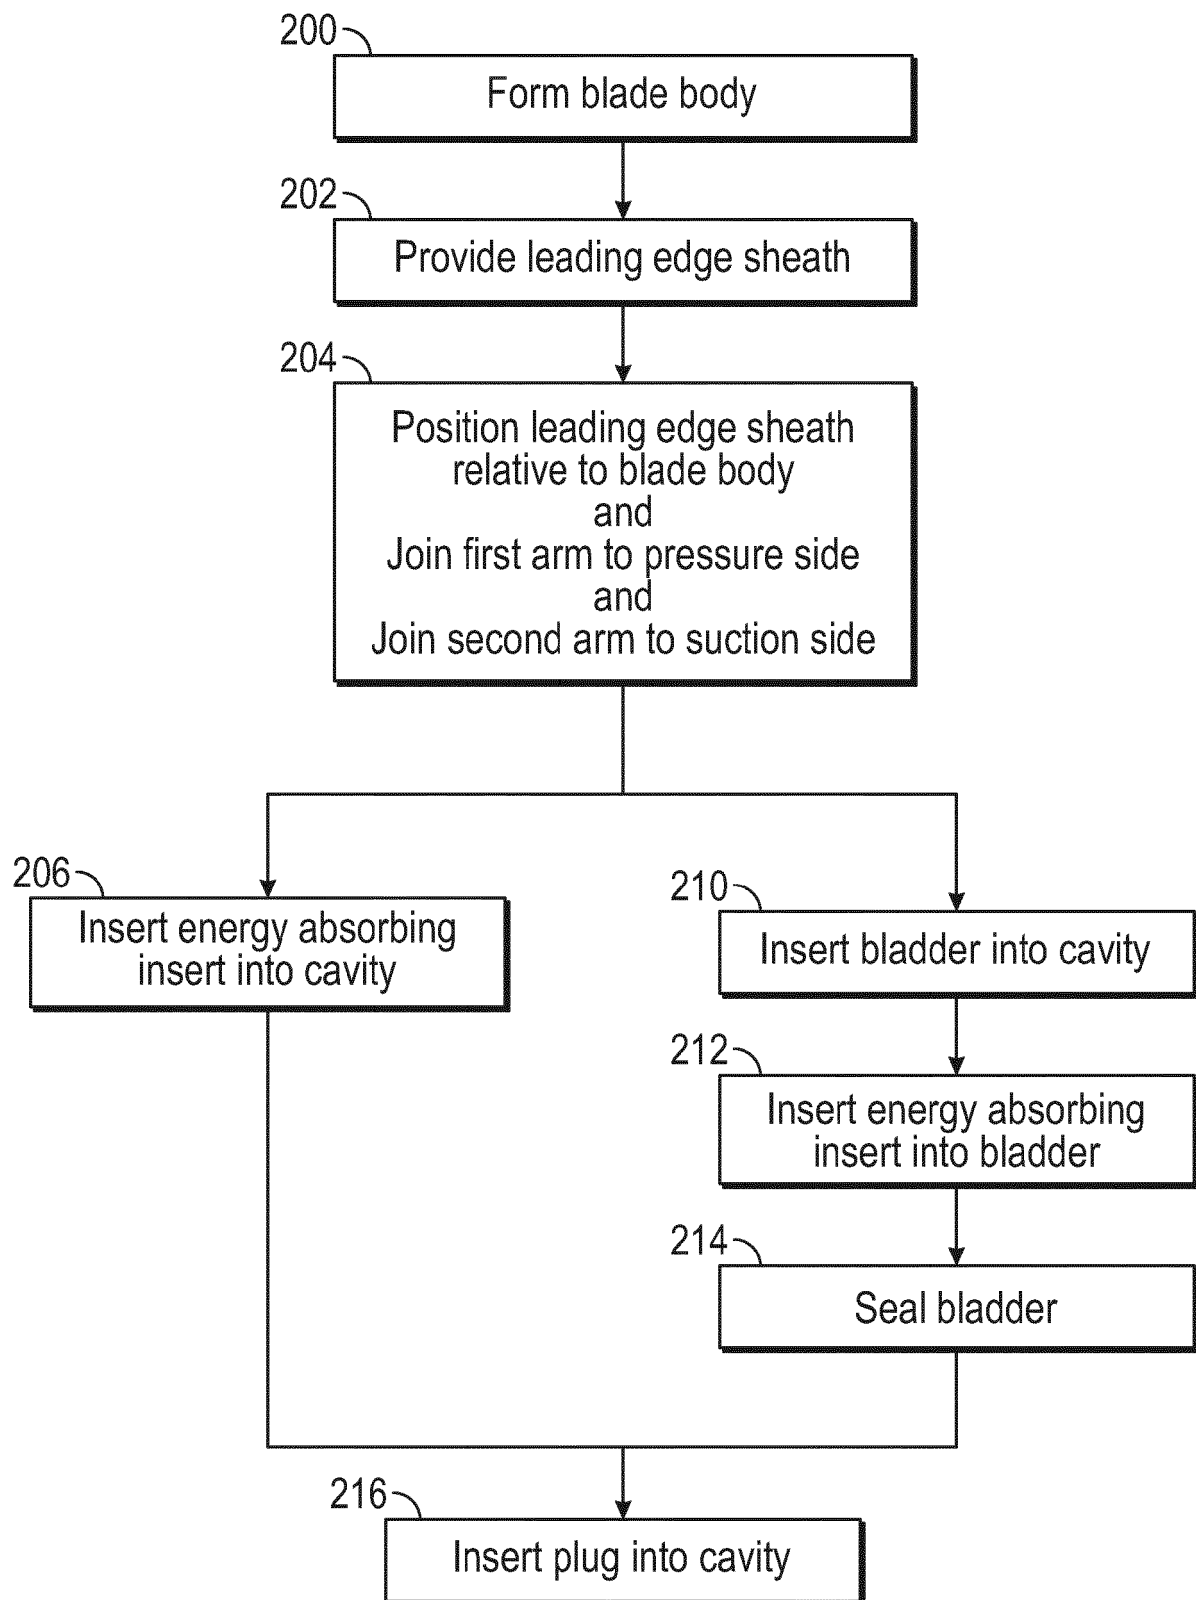 200
Form blade body
202
Provide leading edge sheath
204
Position leading edge sheath
relative to blade body
and
Join first arm to pressure side
and
Join second arm to suction side
206
Insert energy absorbing
insert into cavity
210
Insert bladder into cavity
212
Insert energy absorbing
insert into bladder
214
Seal bladder
216
Insert plug into cavity